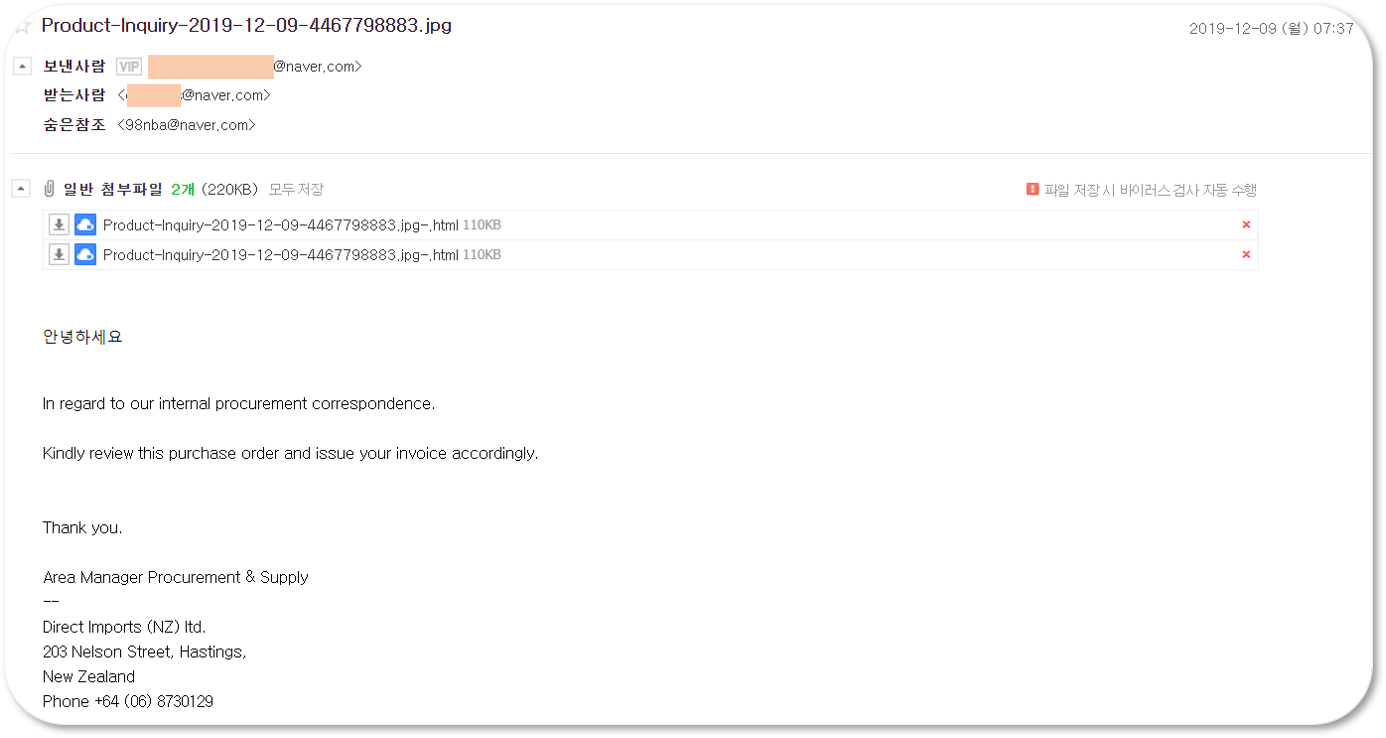 Product-Inquiry-2019-12-09-4467798883.jpg
2019-12-09 (월) 07:37
보낸사람 VIP @naver.com>
받는사람 < @naver.com>
숨은참조 <98nba@naver.com>
일반 첨부파일 2개 (220KB) 모두 저장
파일 저장 시 바이러스 검사 자동 수행
Product-Inquiry-2019-12-09-4467798883.jpg-.html 110KB
Product-Inquiry-2019-12-09-4467798883.jpg-.html 110KB
안녕하세요
In regard to our internal procurement correspondence.
Kindly review this purchase order and issue your invoice accordingly.
Thank you.
Area Manager Procurement & Supply
--
Direct Imports (NZ) ltd.
203 Nelson Street, Hastings,
New Zealand
Phone +64 (06) 8730129